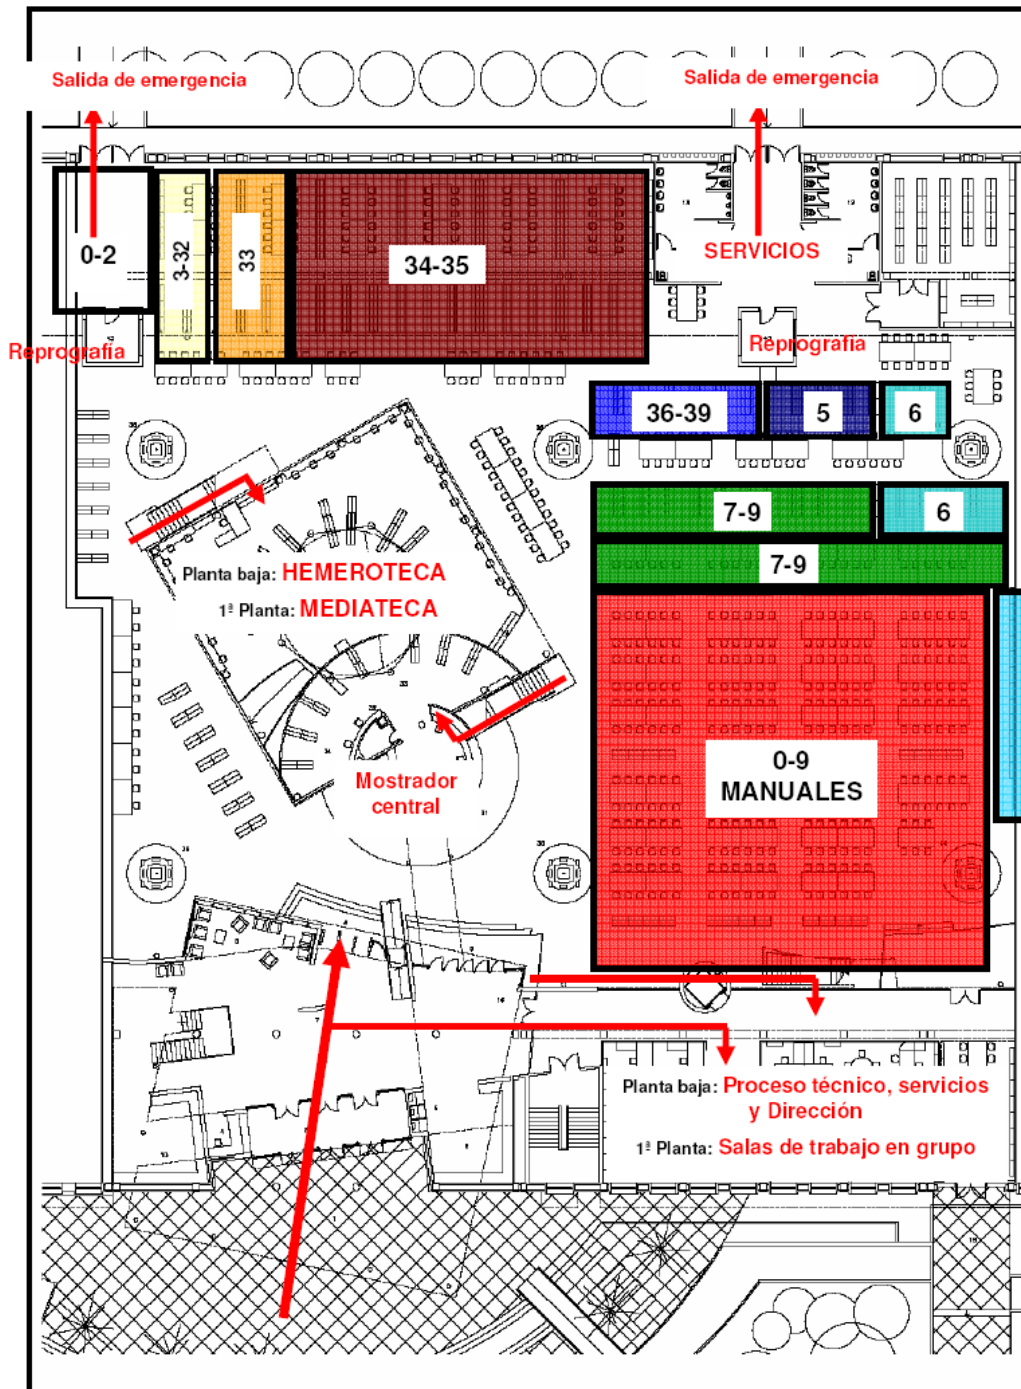 Salida de emergencia
Salida de emergencia
0-2
3-32
33
34-35
SERVICIOS
Reprografía
Reprografía
36-39
5
6
7-9
6
7-9
Planta baja: HEMEROTECA
1ª Planta: MEDIATECA
0-9
MANUALES
Mostrador
central
Planta baja: Proceso técnico, servicios
y Dirección
1ª Planta: Salas de trabajo en grupo